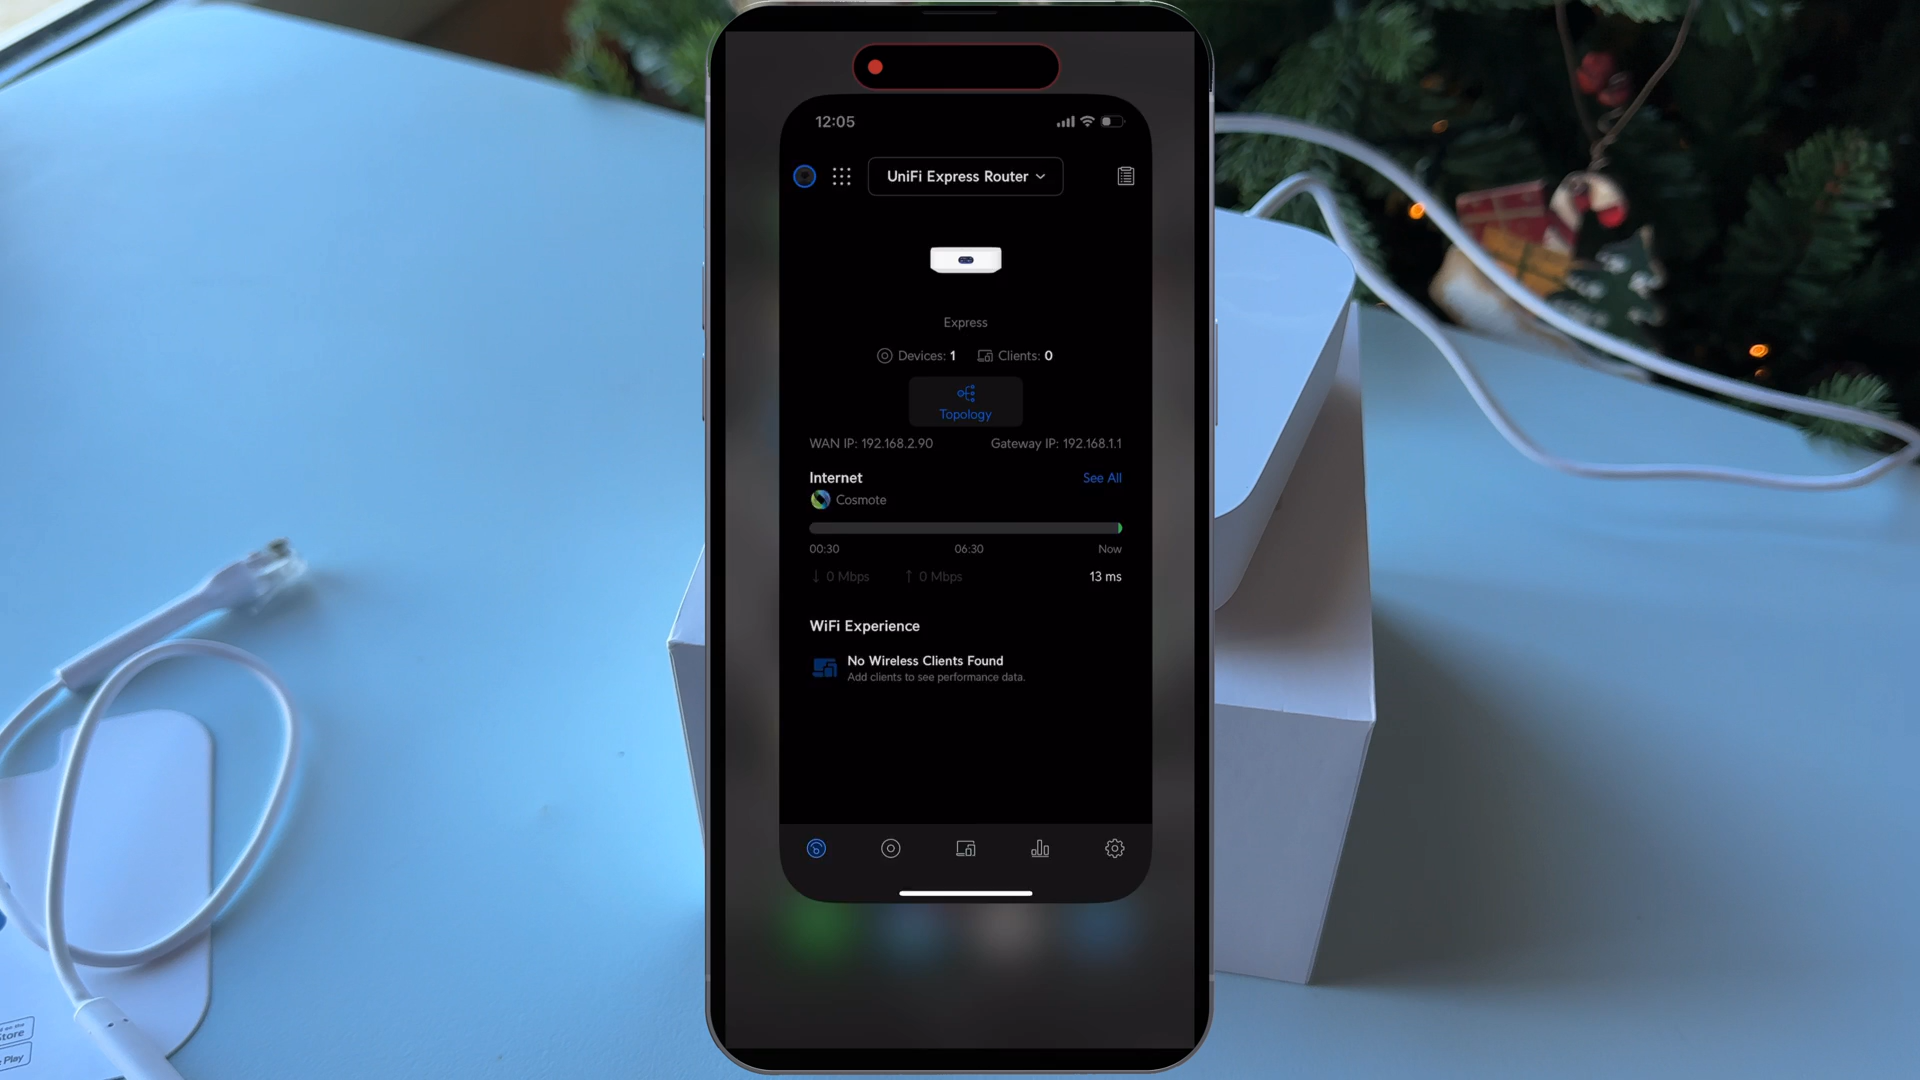 12:05
UniFi Express Router
Express
Devices: 1 Clients: 0
Topology
WAN IP: 192.168.2.90 Gateway IP: 192.168.1.1
Internet See All
Cosmote
00:30 06:30 Now
↓ 0 Mbps ↑ 0 Mbps 13 ms
WiFi Experience
No Wireless Clients Found
Add clients to see performance data.
Store
Play